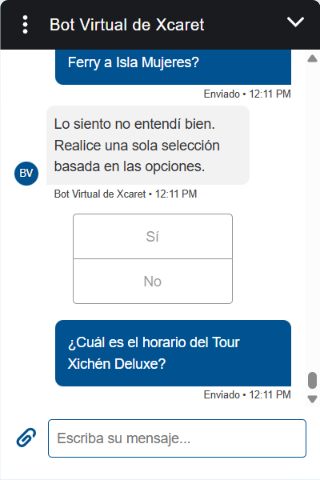 Bot Virtual de Xcaret
Ferry a Isla Mujeres?
Enviado • 12:11 PM
Lo siento no entendí bien.
Realice una sola selección
basada en las opciones.
BV
Bot Virtual de Xcaret • 12:11 PM
Sí
No
¿Cuál es el horario del Tour
Xichén Deluxe?
Enviado • 12:11 PM
Escriba su mensaje...